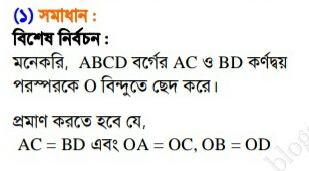 (১) সমাধান :
বিশেষ নির্বচন :
মনেকরি, ABCD বর্গের AC ও BD কর্ণদ্বয়
পরস্পরকে O বিন্দুতে ছেদ করে।
প্রমাণ করতে হবে যে,
AC = BD এবং OA = OC, OB = OD
blog